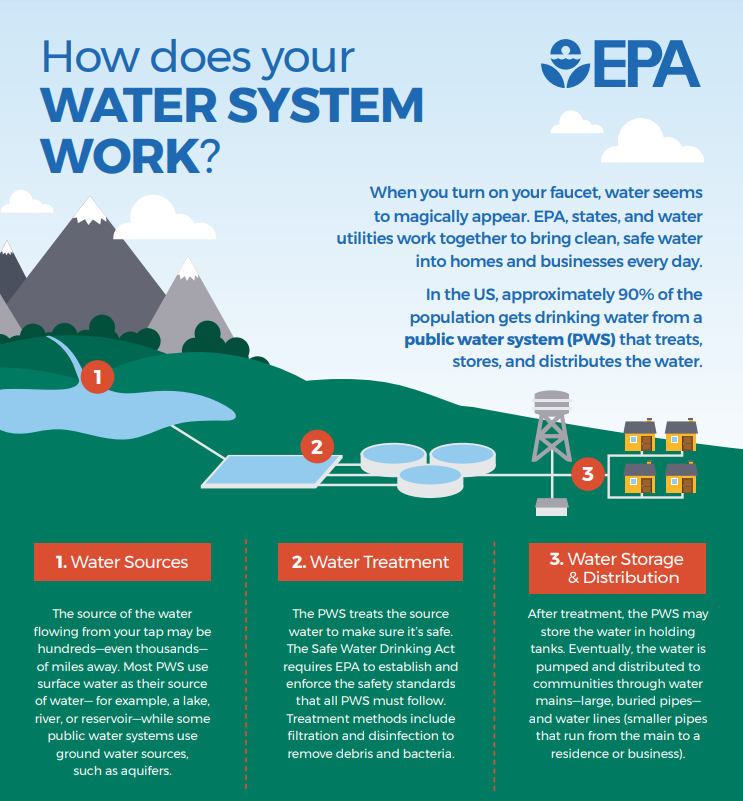 How does your
WATER SYSTEM
WORK?
EPA
When you turn on your faucet, water seems
to magically appear. EPA, states, and water
utilities work together to bring clean, safe water
into homes and businesses every day.
In the US, approximately 90% of the
population gets drinking water from a
public water system (PWS) that treats,
stores, and distributes the water.
1
2
3
1. Water Sources
The source of the water
flowing from your tap may be
hundreds—even thousands—
of miles away. Most PWS use
surface water as their source
of water— for example, a lake,
river, or reservoir—while some
public water systems use
ground water sources,
such as aquifers.
2. Water Treatment
The PWS treats the source
water to make sure it's safe.
The Safe Water Drinking Act
requires EPA to establish and
enforce the safety standards
that all PWS must follow.
Treatment methods include
filtration and disinfection to
remove debris and bacteria.
3. Water Storage
& Distribution
After treatment, the PWS may
store the water in holding
tanks. Eventually, the water is
pumped and distributed to
communities through water
mains—large, buried pipes—
and water lines (smaller pipes
that run from the main to a
residence or business).